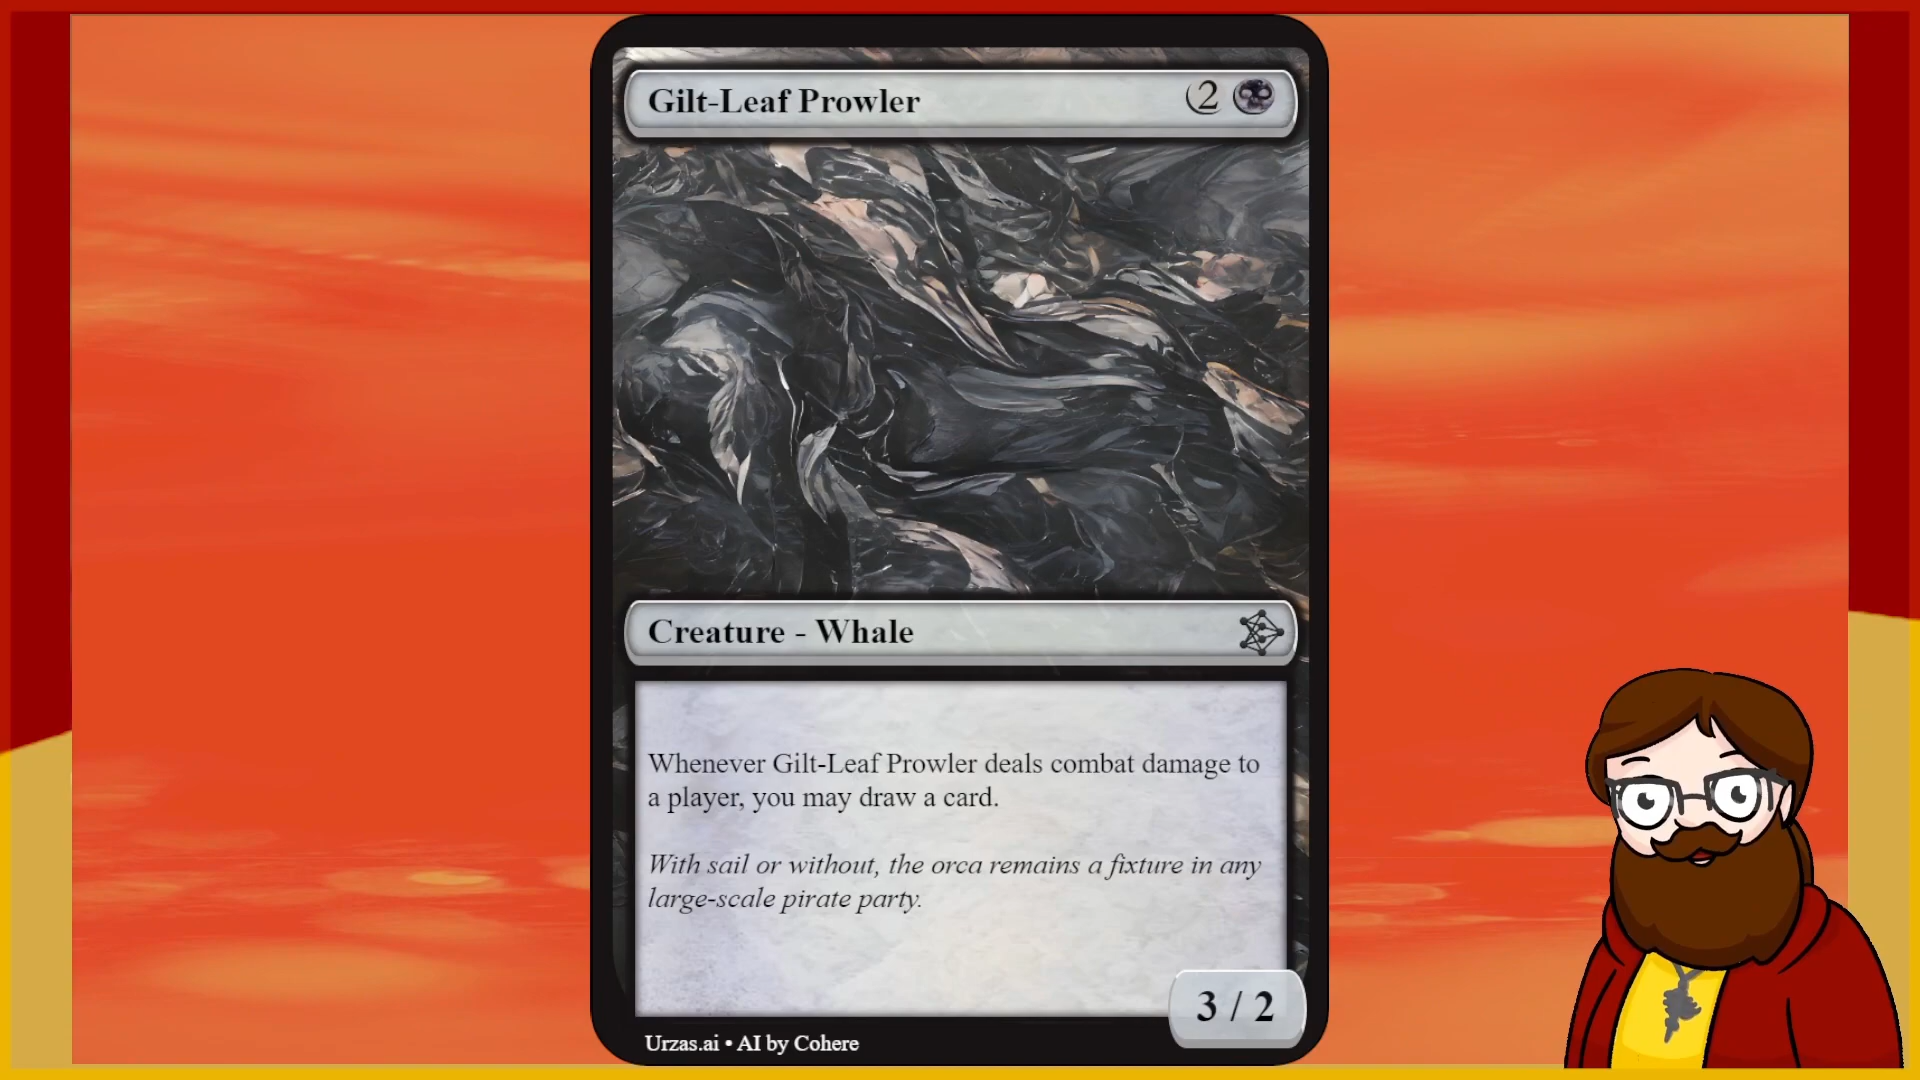 Gilt-Leaf Prowler 2
Creature - Whale
Whenever Gilt-Leaf Prowler deals combat damage to
a player, you may draw a card.
With sail or without, the orca remains a fixture in any
large-scale pirate party.
3 / 2
Urzas.ai • AI by Cohere